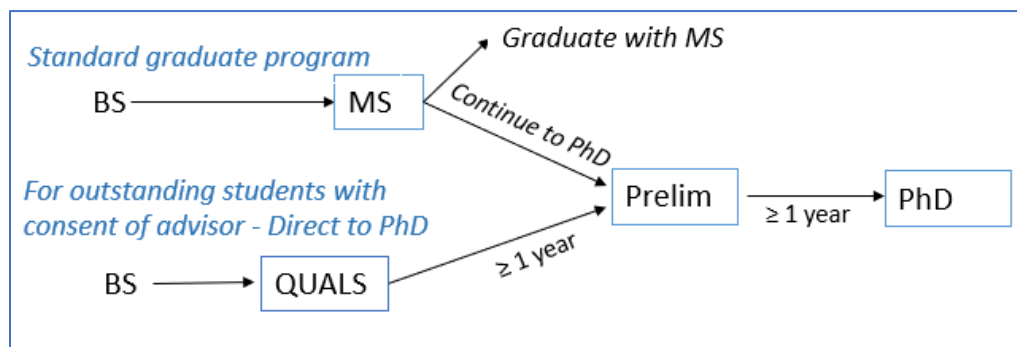 Standard graduate program
Graduate with MS
BS
MS
Continue to PhD
For outstanding students with
consent of advisor - Direct to PhD
Prelim
≥ 1 year
PhD
BS
QUALS
≥ 1 year